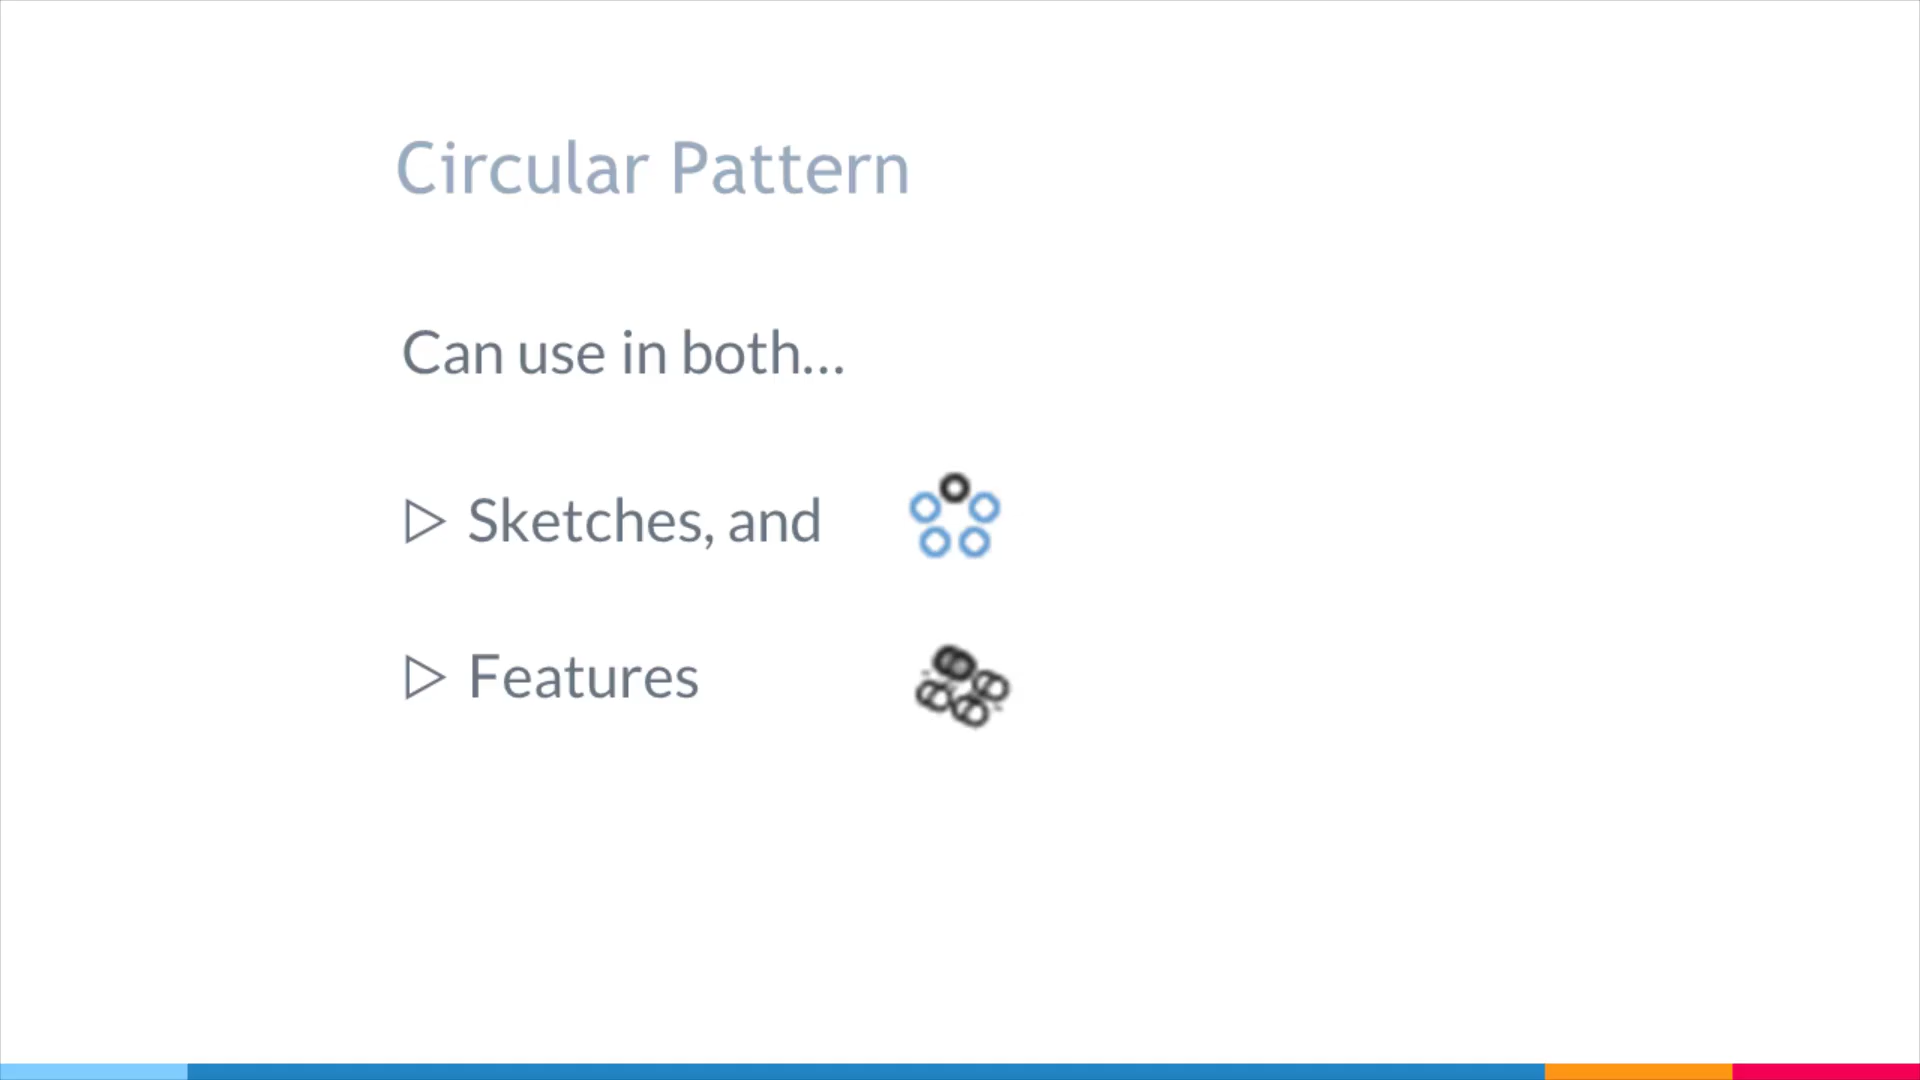 Circular Pattern
Can use in both...
▷ Sketches, and
▷ Features